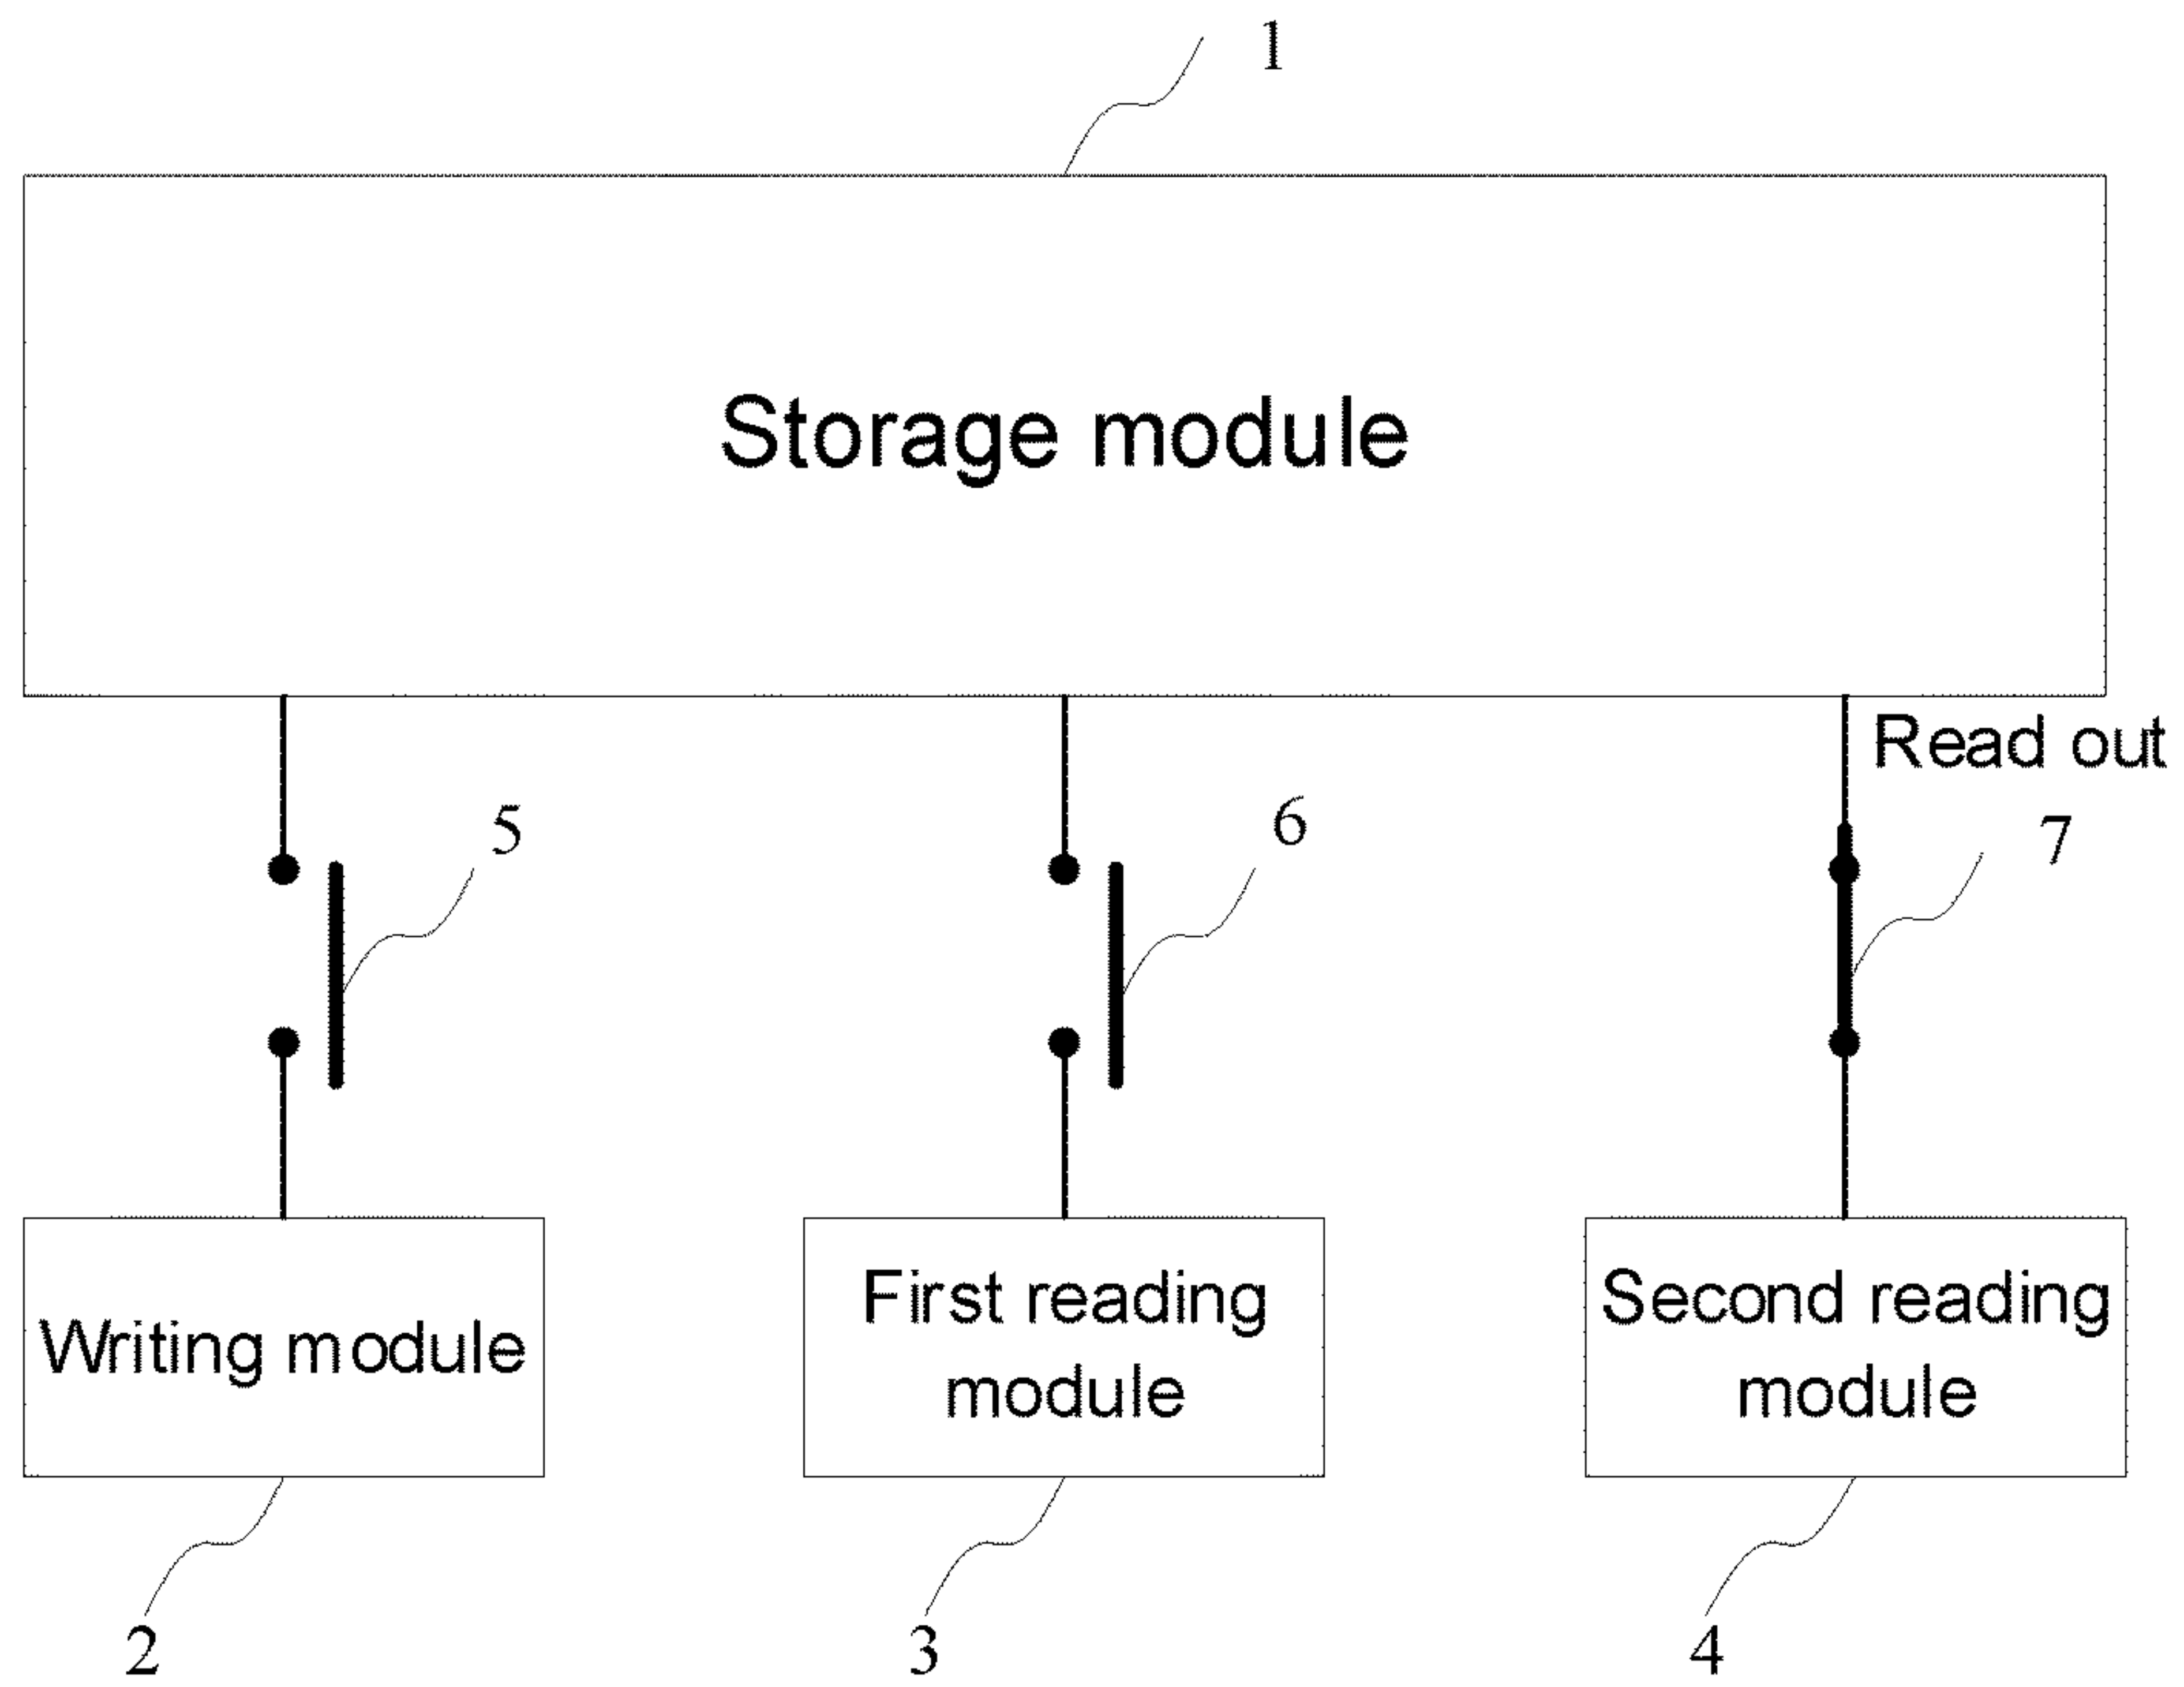 1
Storage module
Read out
5
6
7
Writing module
First reading
module
Second reading
module
2
3
4